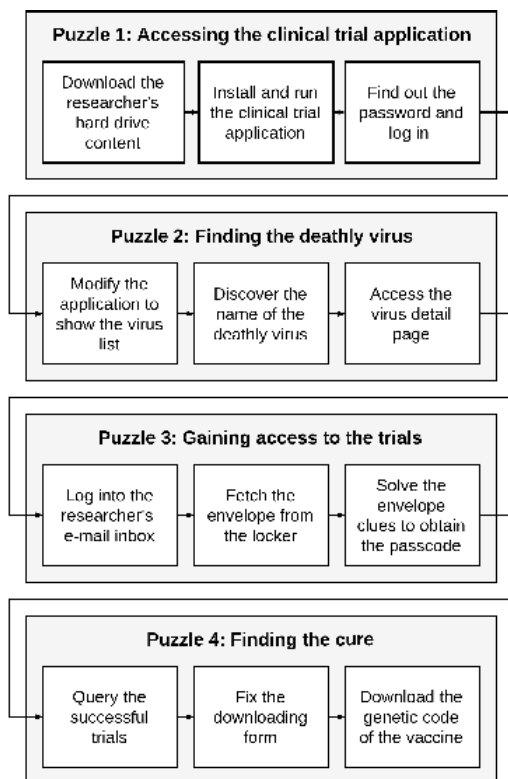 Puzzle 1: Accessing the clinical trial application
Download the
researcher's
hard drive
content
Install and run
the clinical trial
application
Find out the
password and
log in
Puzzle 2: Finding the deathly virus
Modify the
application to
show the virus
list
Discover the
name of the
deathly virus
Access the
virus detail
page
Puzzle 3: Gaining access to the trials
Log into the
researcher's
e-mail inbox
Fetch the
envelope from
the locker
Solve the
envelope
clues to obtain
the passcode
Puzzle 4: Finding the cure
Query the
successful
trials
Fix the
downloading
form
Download the
genetic code
of the vaccine